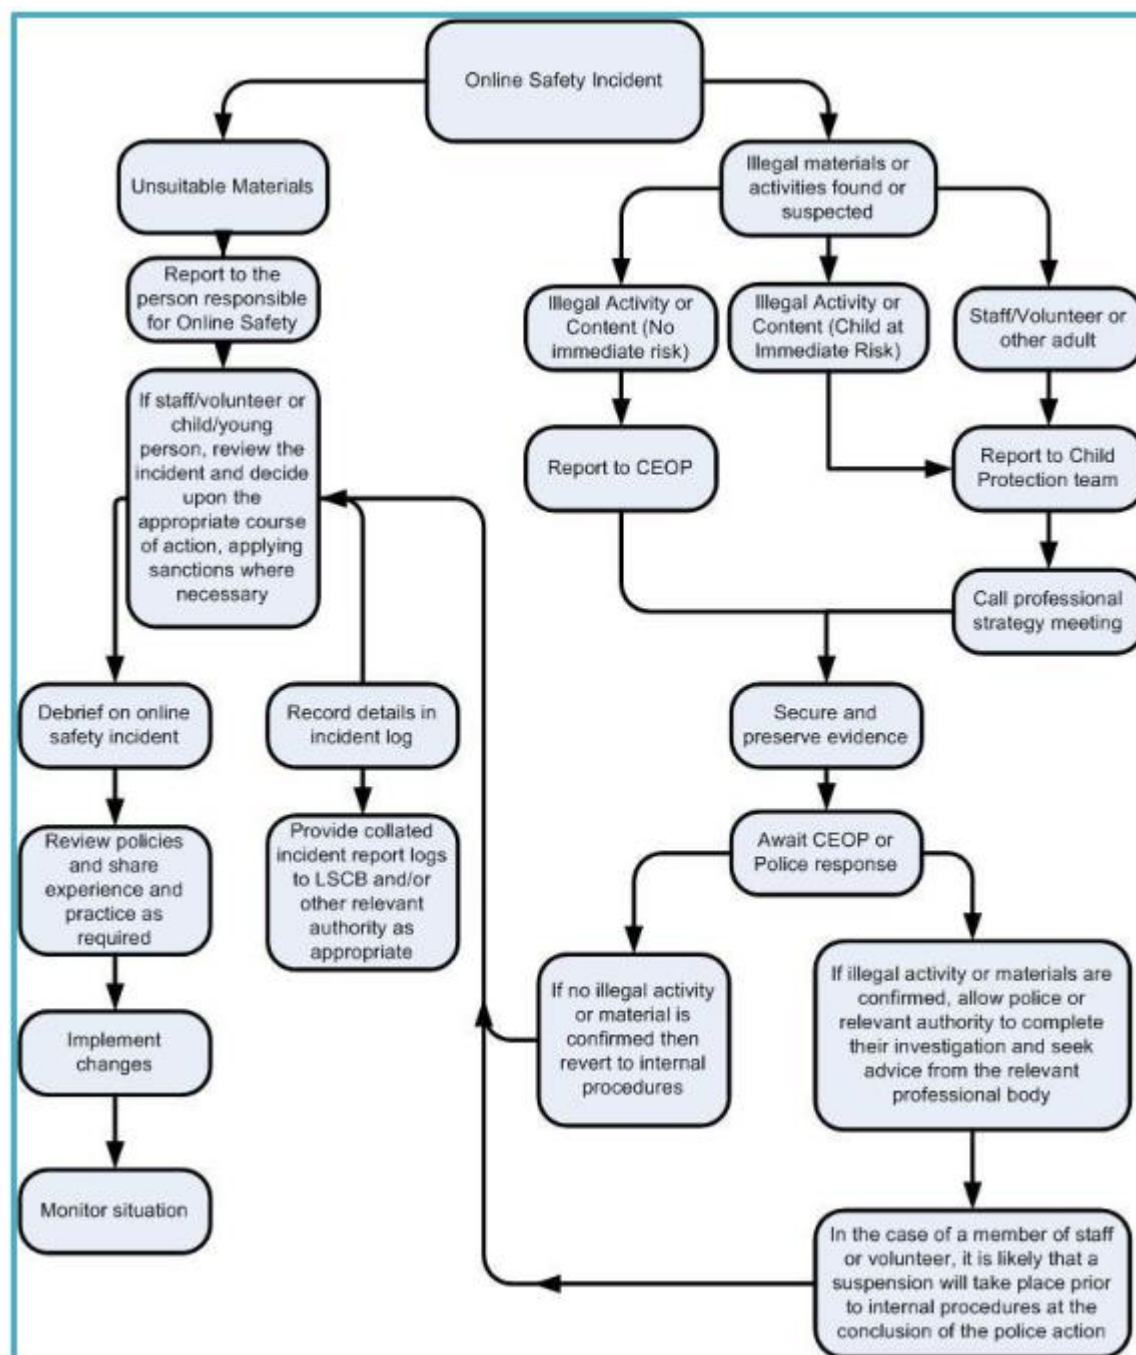 Online Safety Incident
Unsuitable Materials
Report to the
person responsible
for Online Safety
If staff/volunteer or
child/young
person, review the
incident and decide
upon the
appropriate course
of action, applying
sanctions where
necessary
Debrief on online
safety incident
Review policies
and share
experience and
practice as
required
Implement
changes
Monitor situation
Record details in
incident log
Provide collated
incident report logs
to LSCB and/or
other relevant
authority as
appropriate
Illegal materials or
activities found or
suspected
Illegal Activity or
Content (No
immediate risk)
Illegal Activity or
Content (Child at
Immediate Risk)
Staff/Volunteer or
other adult
Report to CEOP
Report to Child
Protection team
Call professional
strategy meeting
Secure and
preserve evidence
Await CEOP or
Police response
If no illegal activity
or material is
confirmed then
revert to internal
procedures
If illegal activity or materials are
confirmed, allow police or
relevant authority to complete
their investigation and seek
advice from the relevant
professional body
In the case of a member of staff
or volunteer, it is likely that a
suspension will take place prior
to internal procedures at the
conclusion of the police action